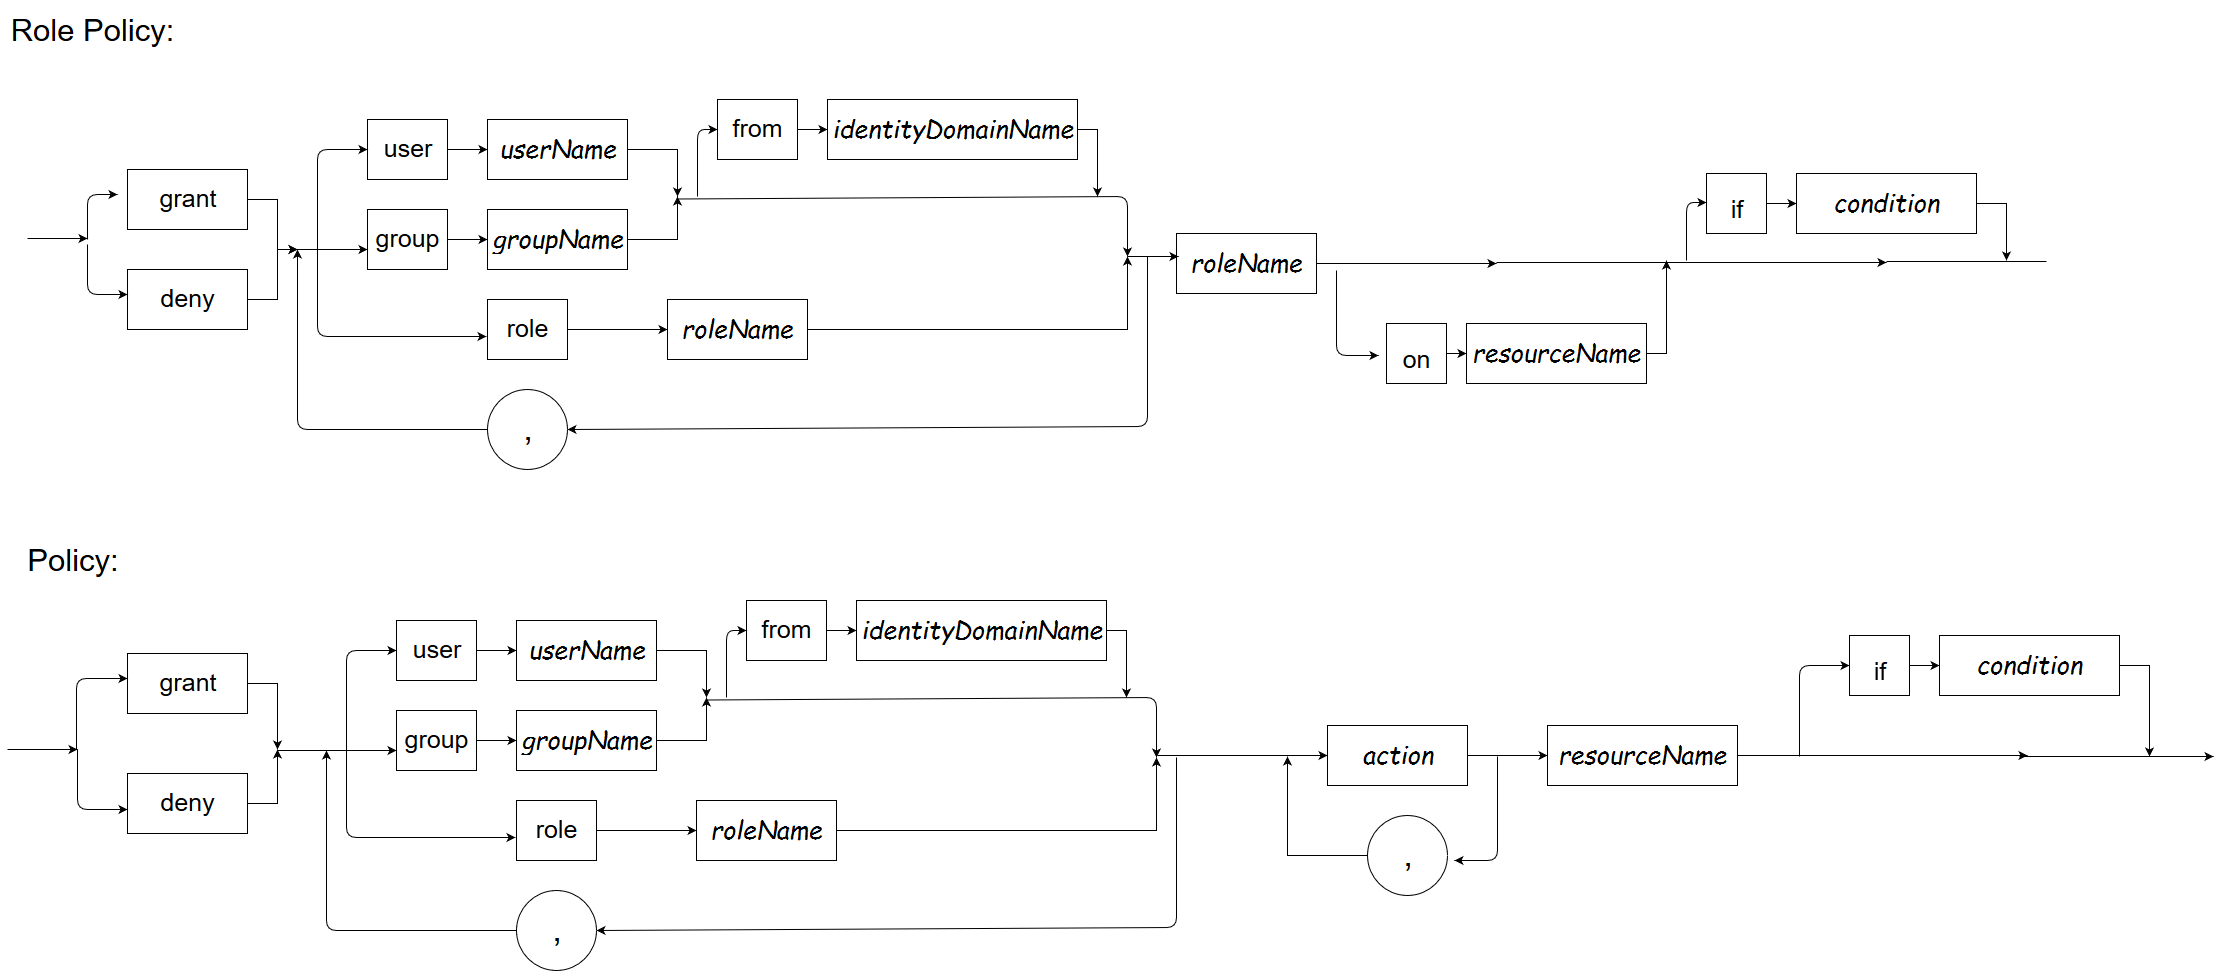 Role Policy:
from
identityDomainName
user
userName
grant
if
condition
group
groupName
roleName
deny
role
roleName
on
resourceName
,
Policy:
from
identityDomainName
user
userName
grant
if
condition
group
groupName
action
resourceName
deny
role
roleName
,
,